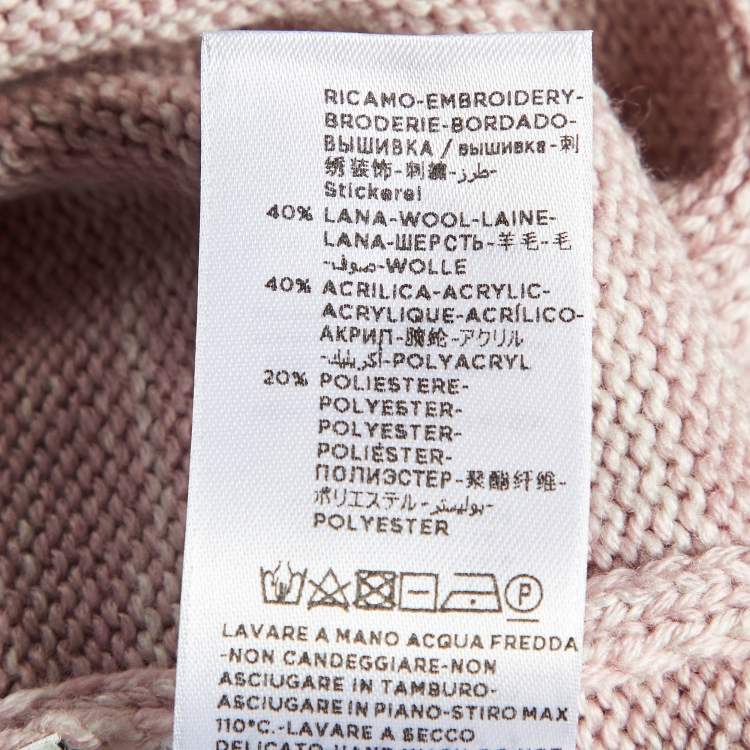 RICAMO-EMBROIDERY-
BRODERIE-BORDADO-
ВЫШИВКА / вышивка-刺
绣装饰-刺繍-طرز-
Stickerei
40% LANA-WOOL-LAINE-
LANA-ШЕРСТЬ-羊毛-毛
-صوف-WOLLE
40% ACRILICA-ACRYLIC-
ACRYLIQUE-ACRÍLICO-
АКРИЛ-腈纶-アクリル
-أكريليك-POLYACRYL
20% POLIESTERE-
POLYESTER-
POLYESTER-
POLIÉSTER-
ПОЛИЭСТЕР-聚酯纤维-
ポリエステル-بوليستر-
POLYESTER
P
LAVARE A MANO ACQUA FREDDA
-NON CANDEGGIARE-NON
ASCIUGARE IN TAMBURO-
ASCIUGARE IN PIANO-STIRO MAX
110°C.-LAVARE A SECCO